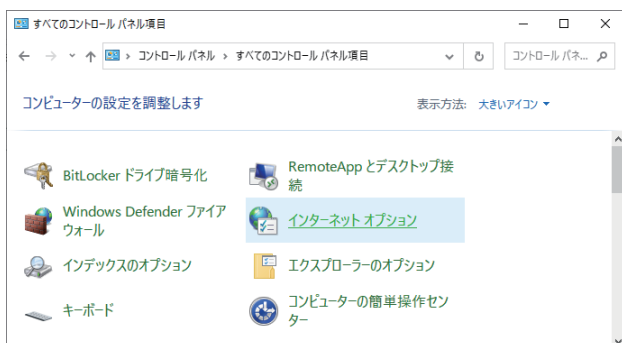 すべてのコントロール パネル項目
コントロール パネル › すべてのコントロール パネル項目
コントロール パネ...
コンピューターの設定を調整します
表示方法: 大きいアイコン
BitLocker ドライブ暗号化
RemoteApp とデスクトップ接
続
Windows Defender ファイア
ウォール
インターネット オプション
インデックスのオプション
エクスプローラーのオプション
キーボード
コンピューターの簡単操作セン
ター